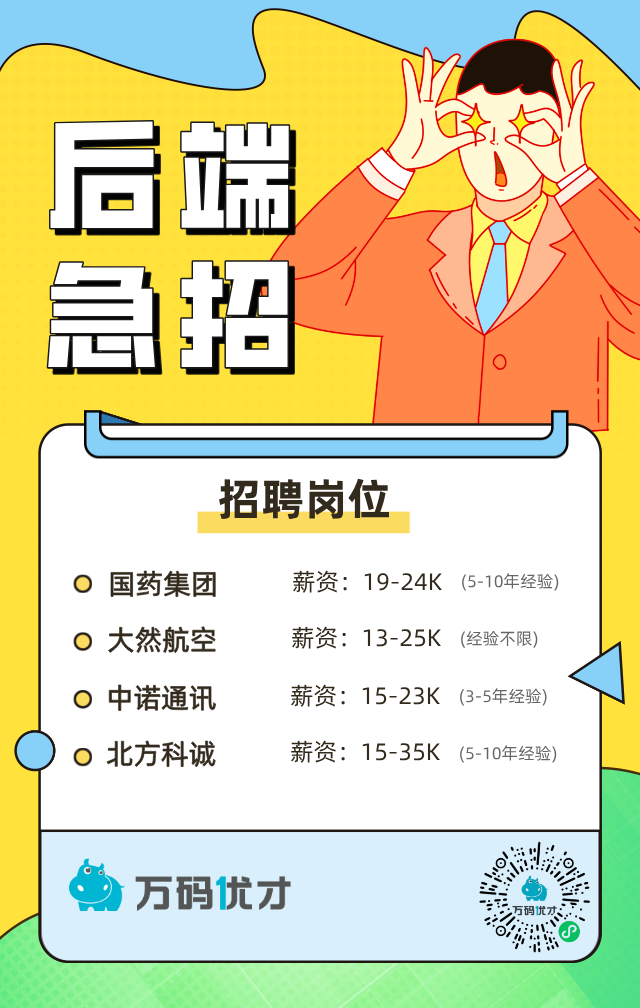 后端
急招
招聘岗位
国药集团 薪资：19-24K (5-10年经验)
大然航空 薪资：13-25K (经验不限)
中诺通讯 薪资：15-23K (3-5年经验)
北方科诚 薪资：15-35K (5-10年经验)
万码优才
万码优才